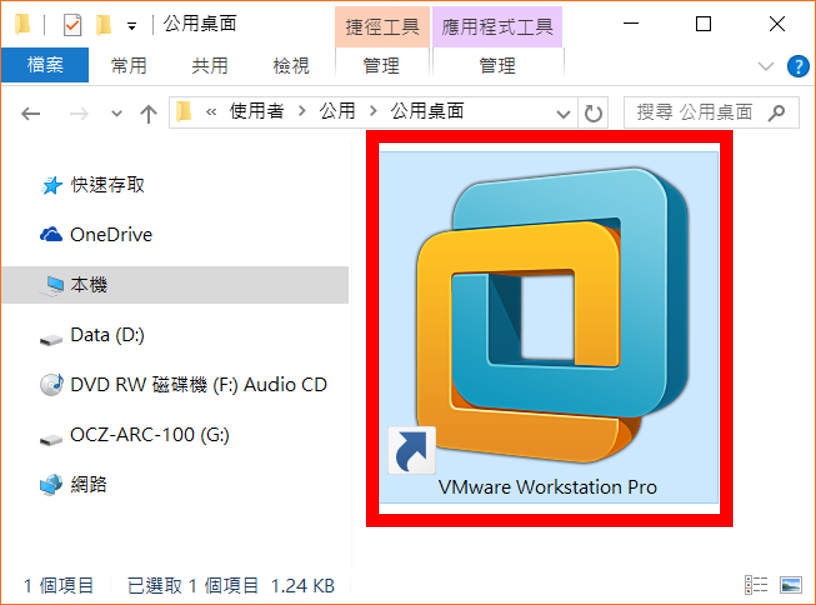 公用桌面
捷徑工具
應用程式工具
檔案
常用
共用
檢視
管理
管理
?
« 使用者 > 公用 > 公用桌面
搜尋 公用桌面
快速存取
OneDrive
本機
Data (D:)
DVD RW 磁碟機 (F:) Audio CD
OCZ-ARC-100 (G:)
網路
VMware Workstation Pro
1 個項目
已選取 1 個項目 1.24 KB